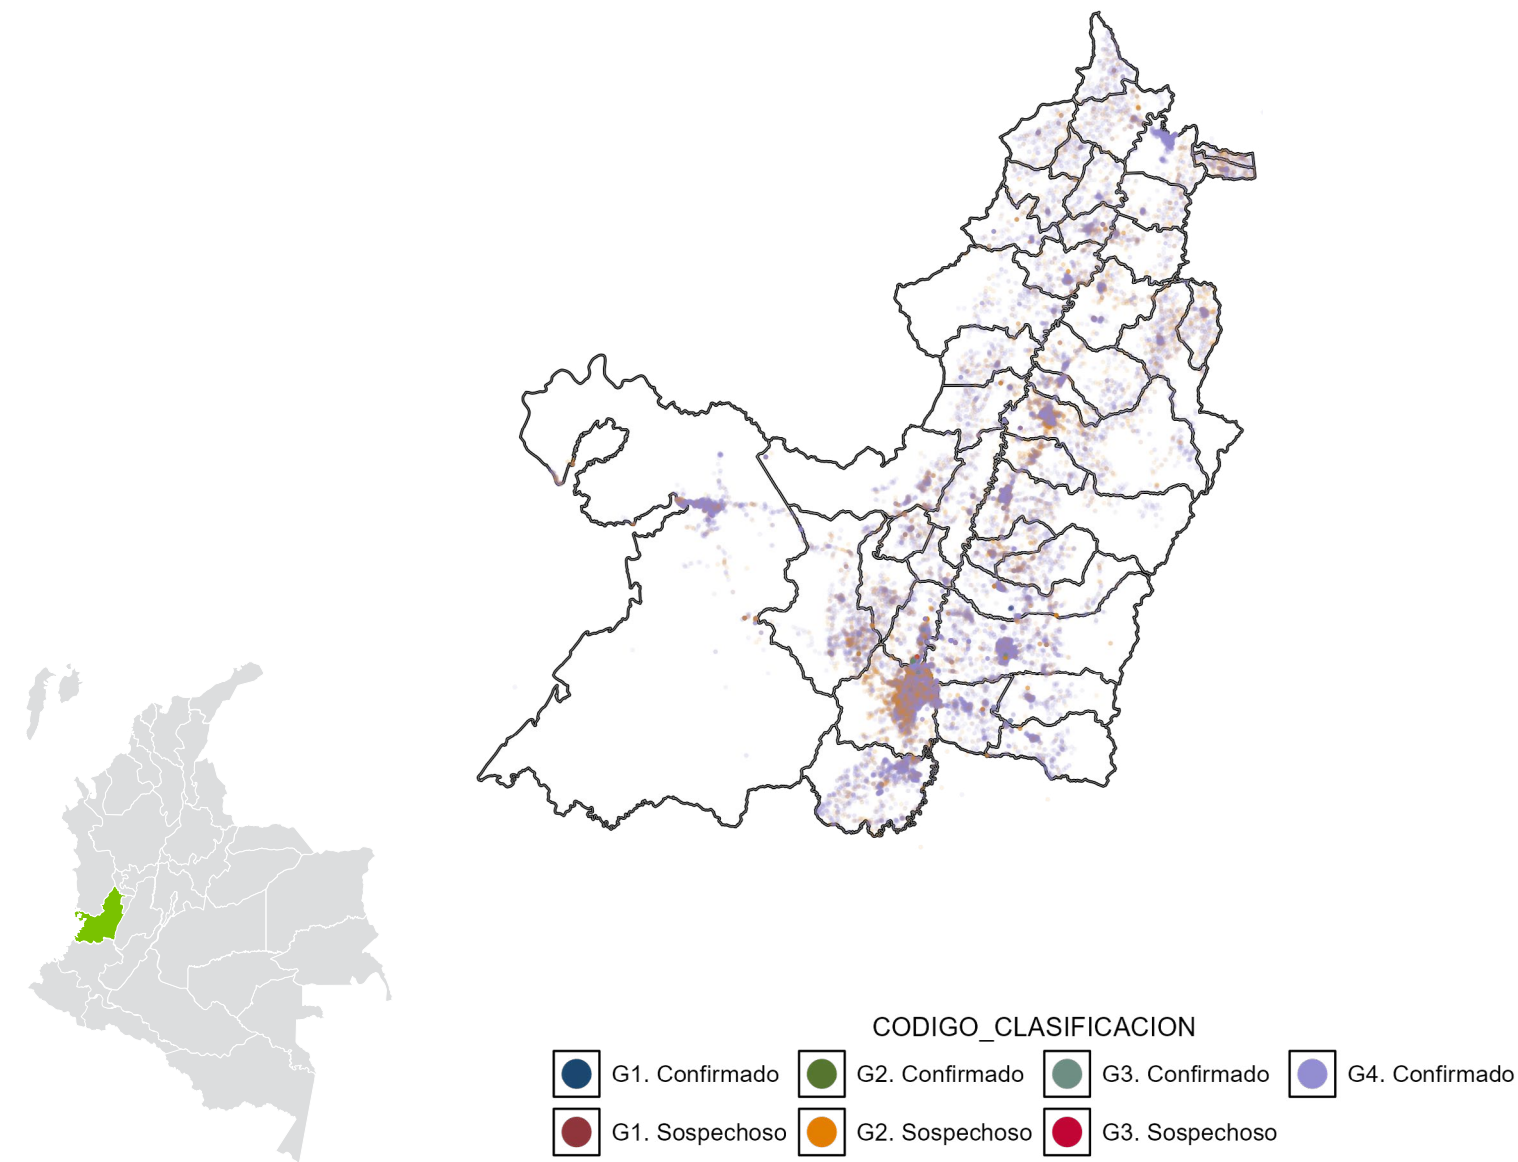 CODIGO_CLASIFICACION
G1. Confirmado G2. Confirmado G3. Confirmado G4. Confirmado
G1. Sospechoso G2. Sospechoso G3. Sospechoso